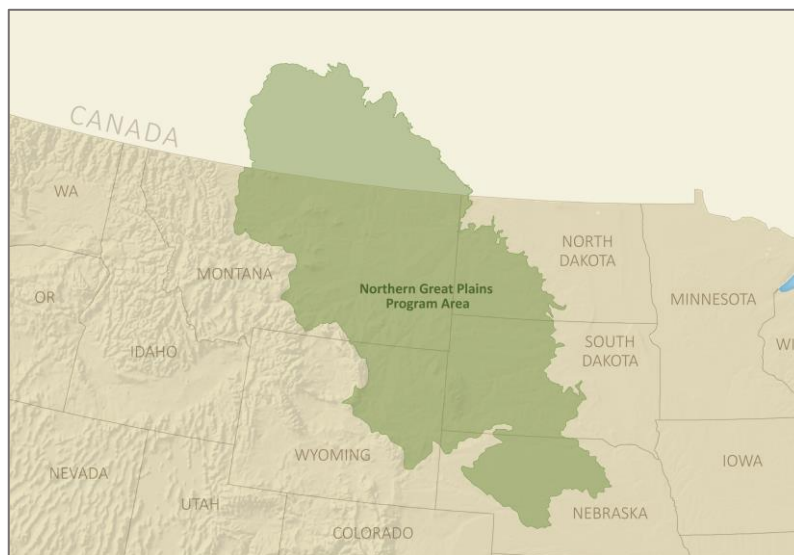 CANADA
WA
NORTH
DAKOTA
MONTANA
Northern Great Plains
Program Area
MINNESOTA
OR
SOUTH
DAKOTA
WI
IDAHO
WYOMING
IOWA
NEVADA
UTAH
NEBRASKA
COLORADO